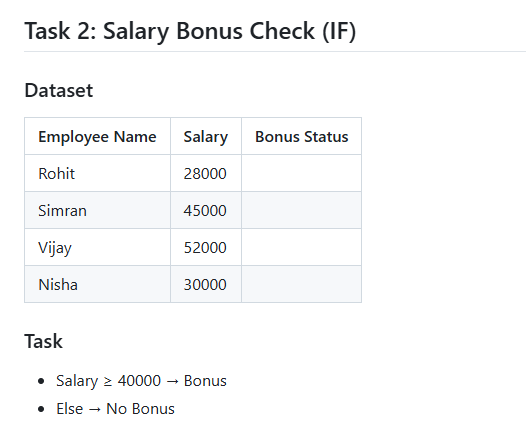 Task 2: Salary Bonus Check (IF)
Dataset
Employee Name Salary Bonus Status
Rohit 28000
Simran 45000
Vijay 52000
Nisha 30000
Task
• Salary ≥ 40000 → Bonus
• Else → No Bonus